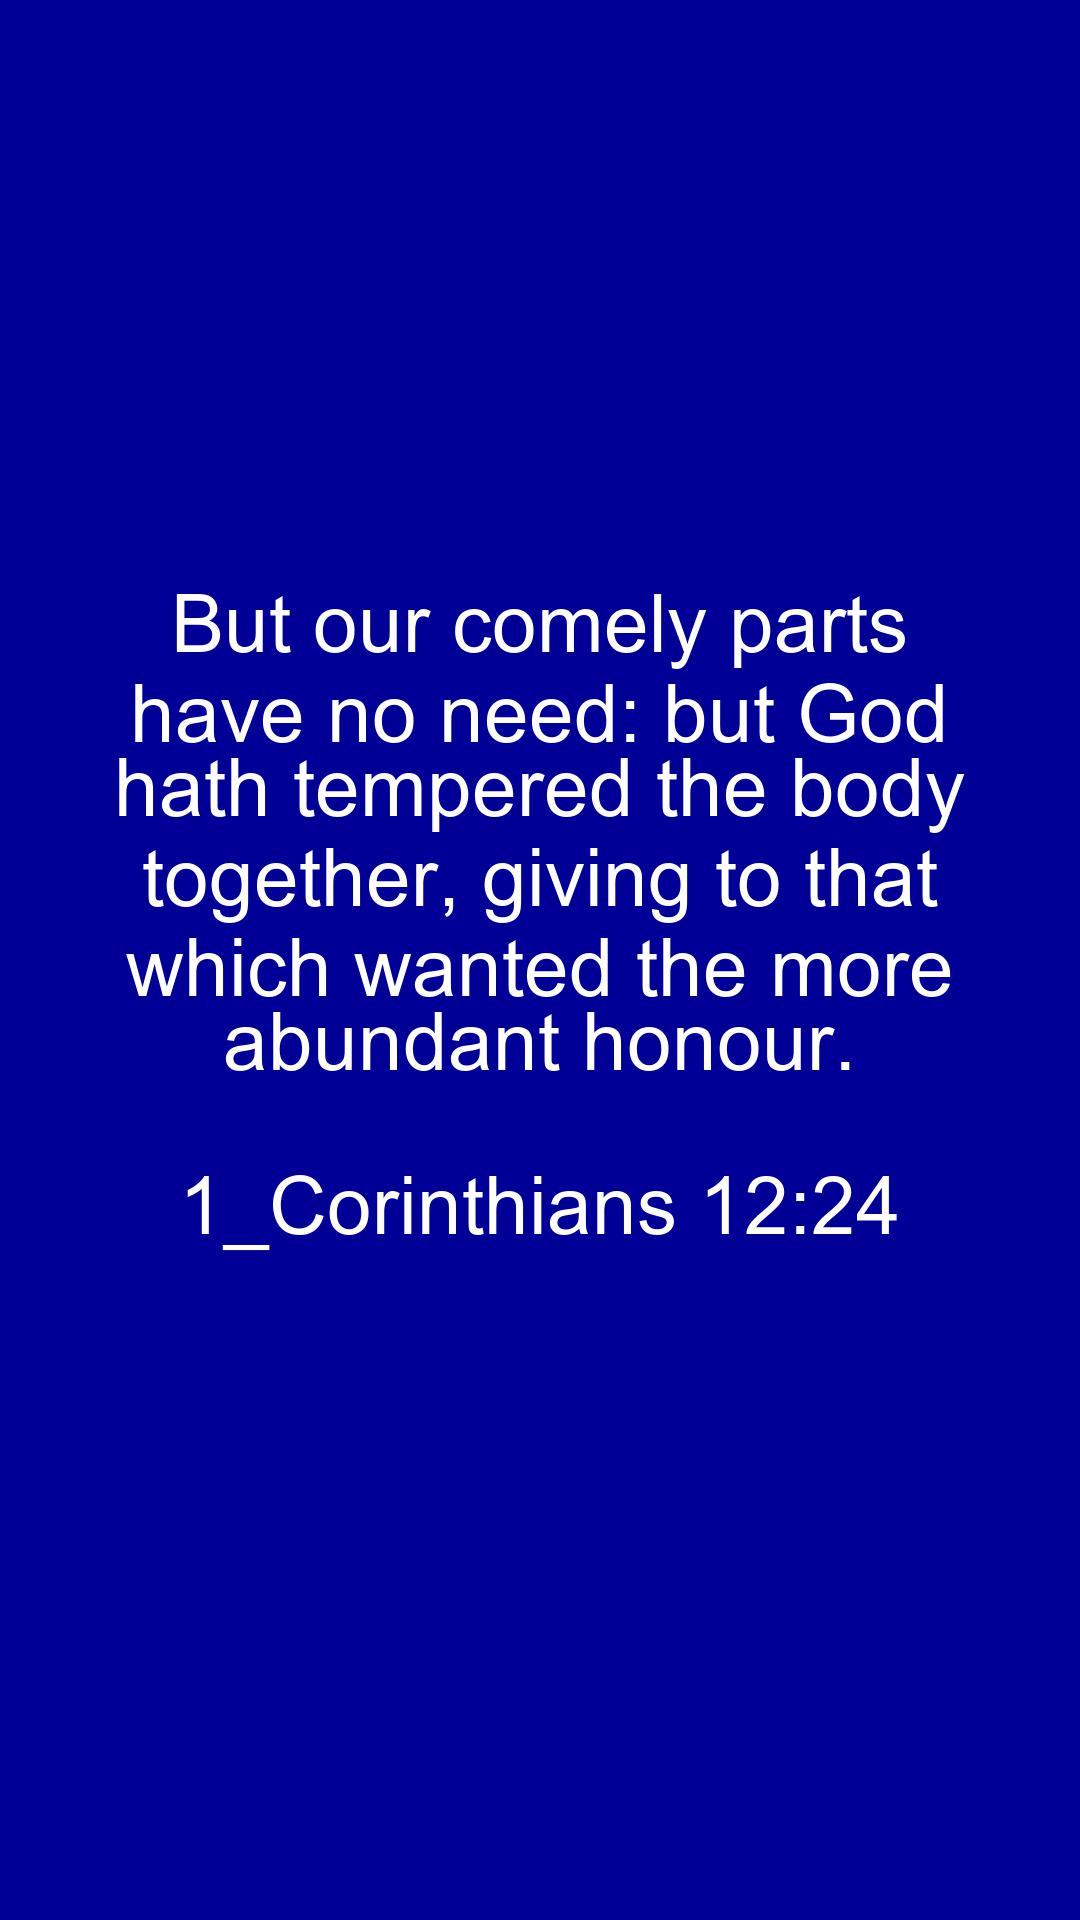 But our comely parts
have no need: but God
hath tempered the body
together, giving to that
which wanted the more
abundant honour.
1_Corinthians 12:24